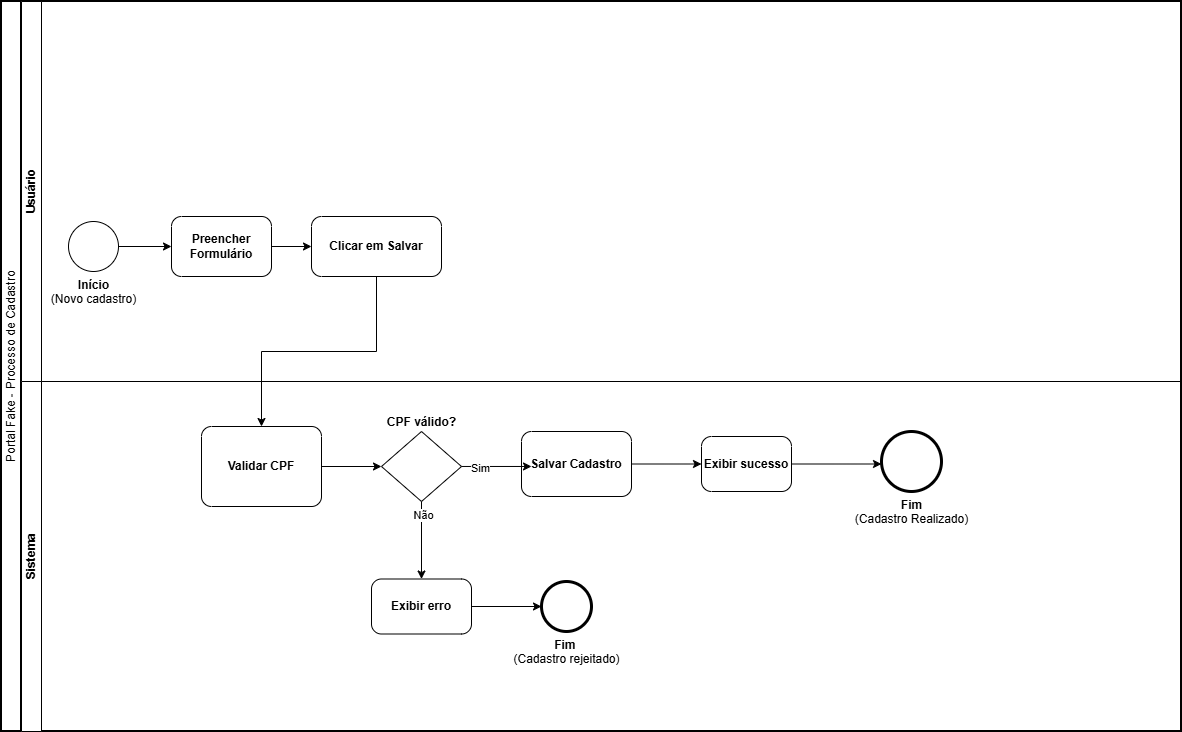 Portal Fake - Processo de Cadastro
Usuário
Início
(Novo cadastro)
Preencher
Formulário
Clicar em Salvar
Sistema
Validar CPF
CPF válido?
Sim
Não
Salvar Cadastro
Exibir sucesso
Fim
(Cadastro Realizado)
Exibir erro
Fim
(Cadastro rejeitado)